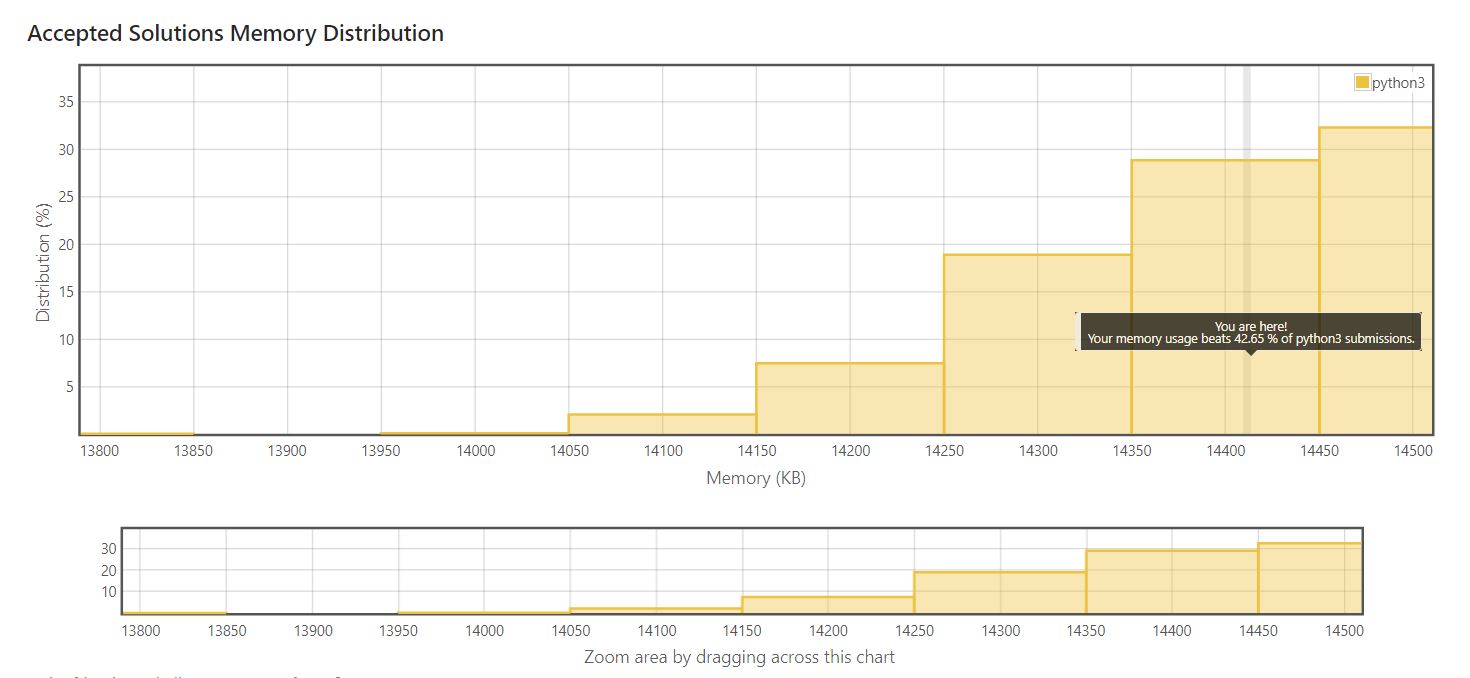 Accepted Solutions Memory Distribution
python3
35
30
25
20
15
10
5
Distribution (%)
You are here!
Your memory usage beats 42.65 % of python3 submissions.
13800 13850 13900 13950 14000 14050 14100 14150 14200 14250 14300 14350 14400 14450 14500
Memory (KB)
30
20
10
13800 13850 13900 13950 14000 14050 14100 14150 14200 14250 14300 14350 14400 14450 14500
Zoom area by dragging across this chart